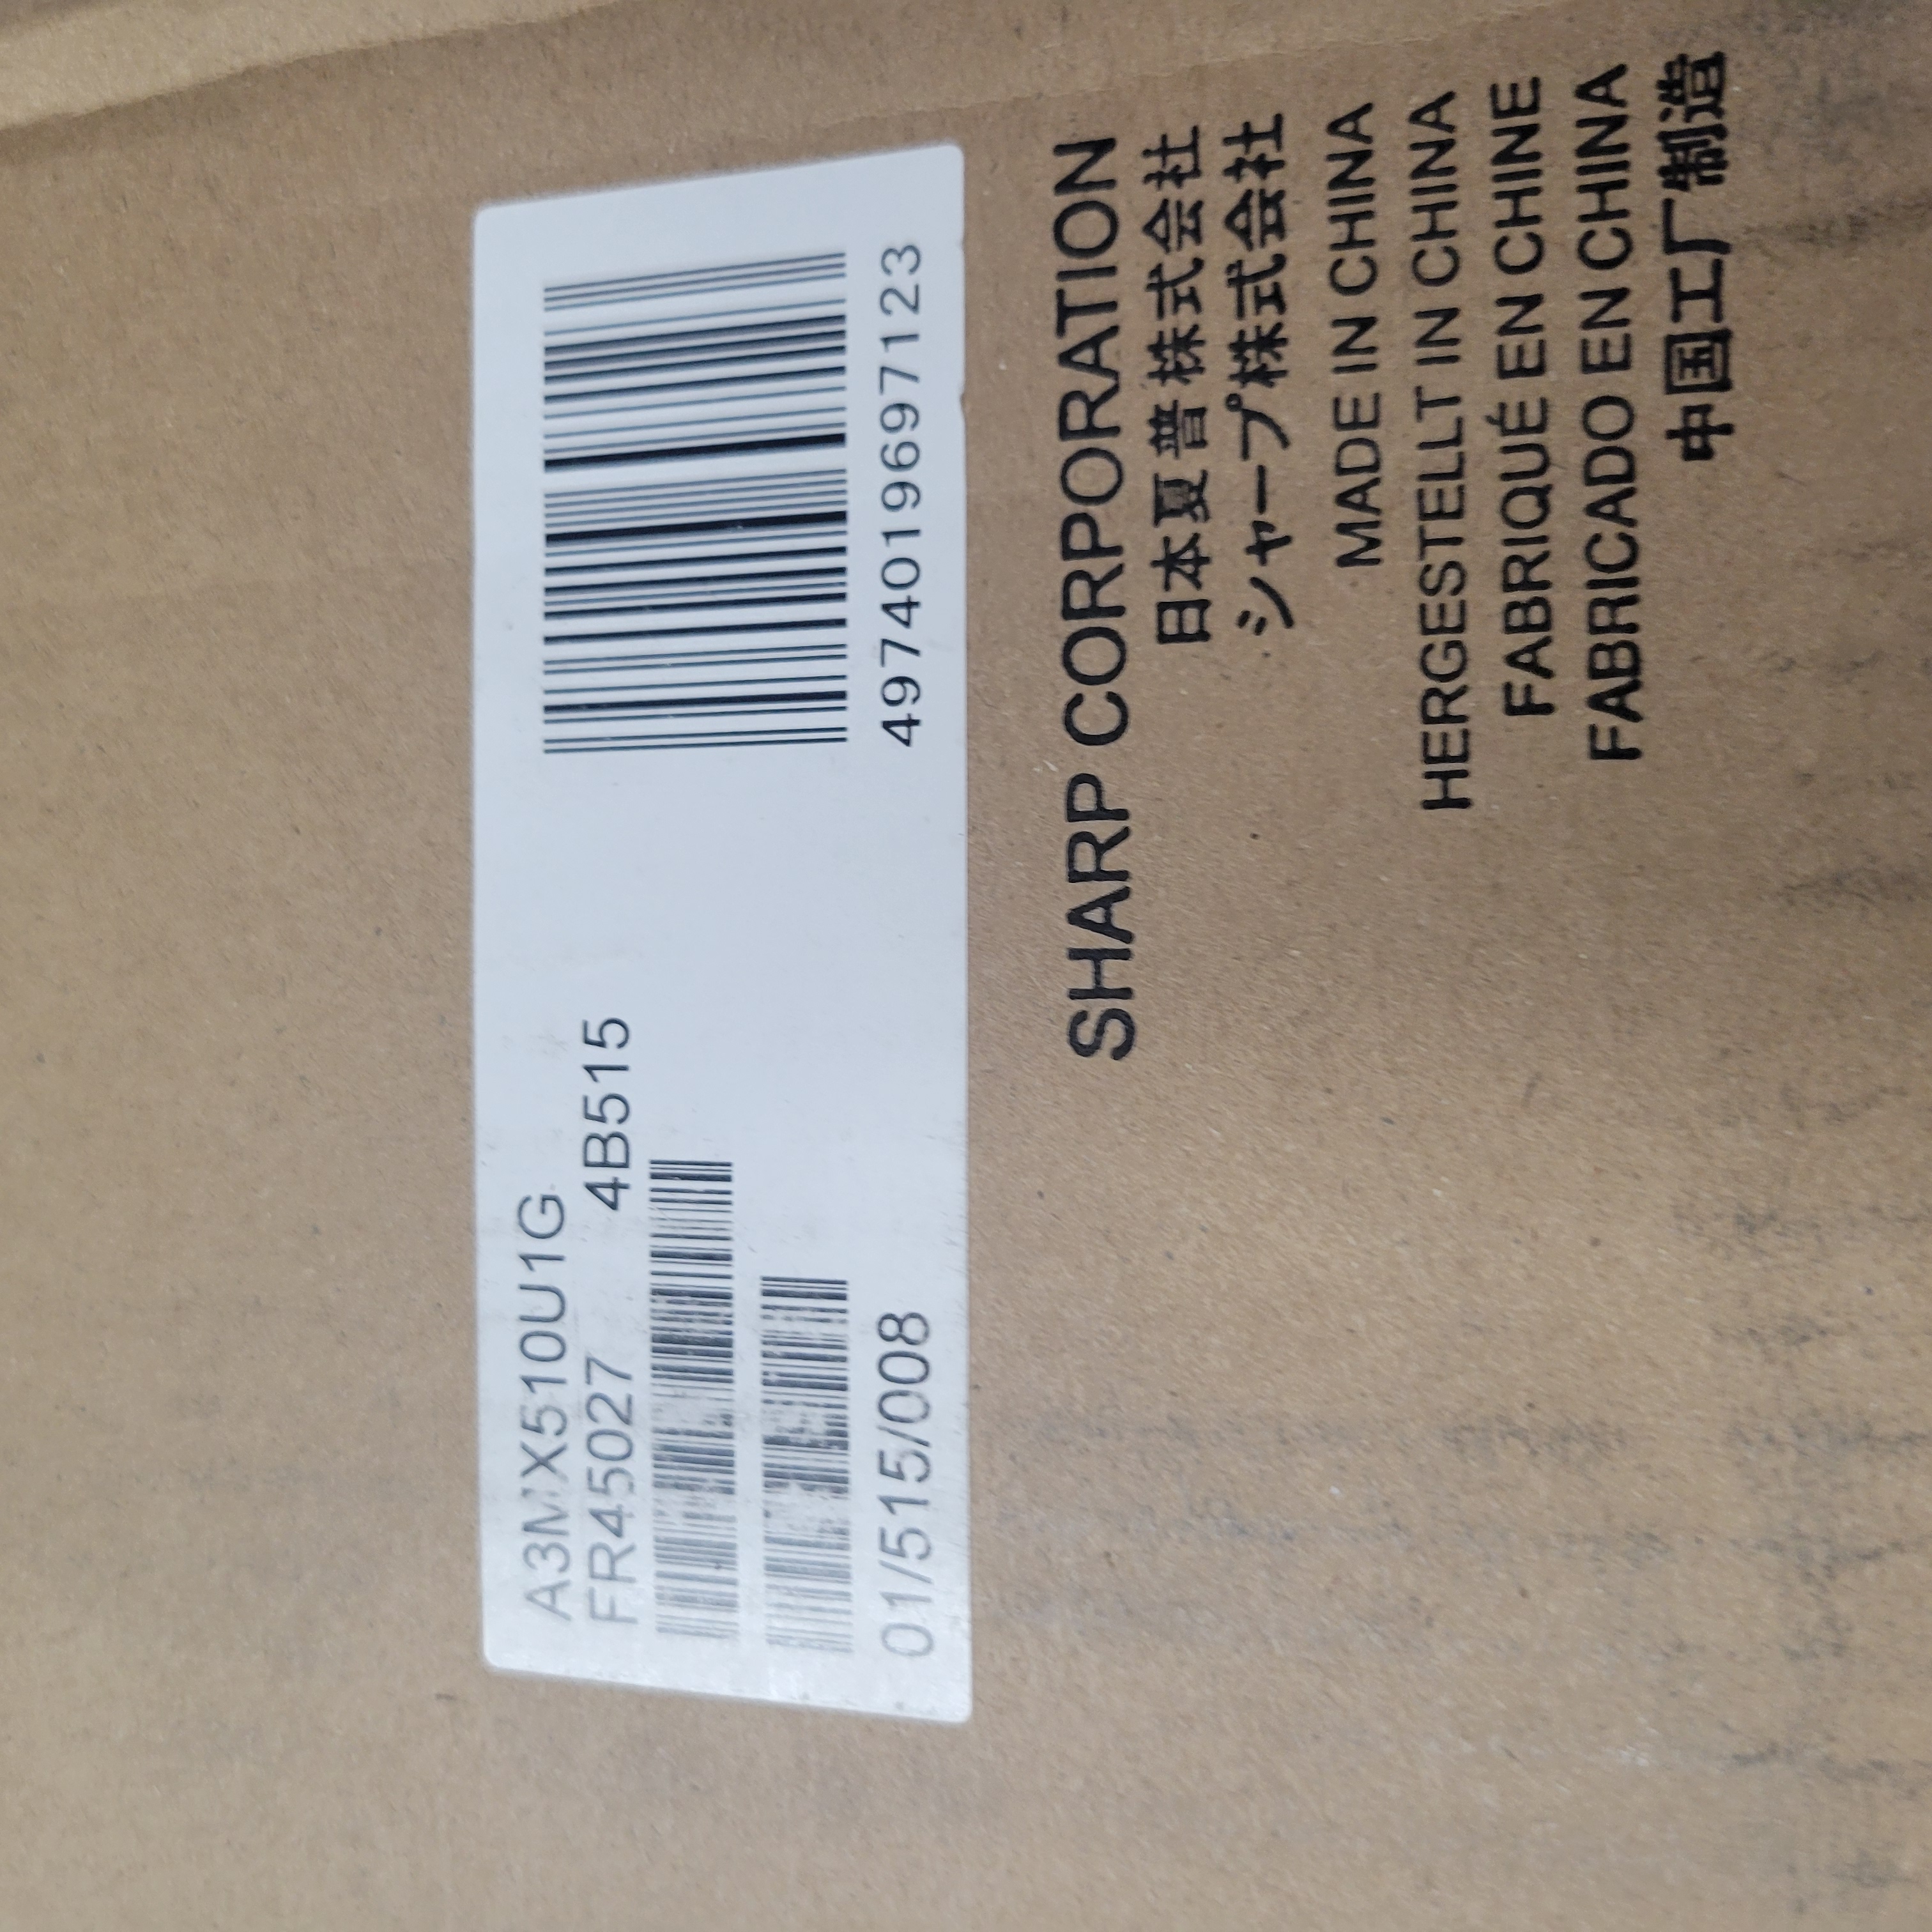 A3MX510U1G
FR45027 4B515
01/515/008
4974019697123
SHARP CORPORATION
日本夏普株式会社
シャープ株式会社
MADE IN CHINA
HERGESTELLT IN CHINA
FABRIQUÉ EN CHINE
FABRICADO EN CHINA
中国工厂制造